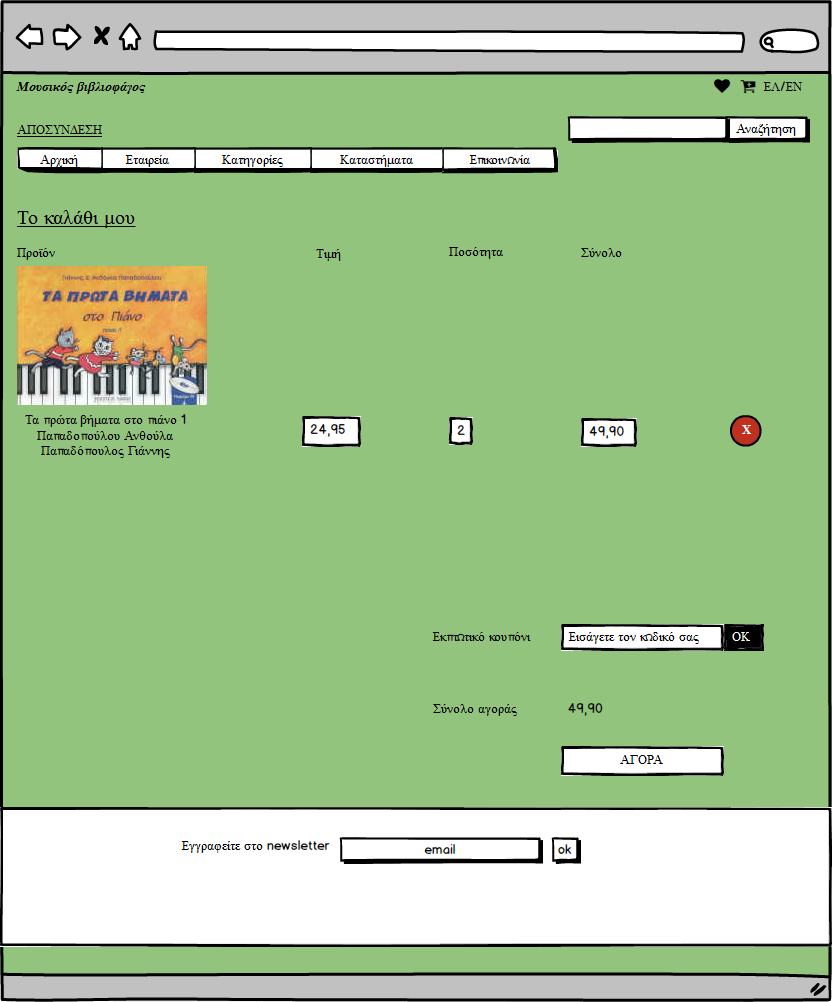 Μουσικός βιβλιοφάγος
ΕΛ/EN
ΑΠΟΣΥΝΔΕΣΗ
Αναζήτηση
Αρχική Εταιρεία Κατηγορίες Καταστήματα Επικοινωνία
Το καλάθι μου
Προϊόν Τιμή Ποσότητα Σύνολο
Γιάννης & Ανθούλα Παπαδοπούλου
ΤΑ ΠΡΩΤΑ ΒΗΜΑΤΑ
στο Πιάνο
Τα πρώτα βήματα στο πιάνο 1
Παπαδοπούλου Ανθούλα
Παπαδόπουλος Γιάννης
24,95 2 49,90 X
Εκπτωτικό κουπόνι Εισάγετε τον κωδικό σας ΟΚ
Σύνολο αγοράς 49,90
ΑΓΟΡΑ
Εγγραφείτε στο newsletter email ok